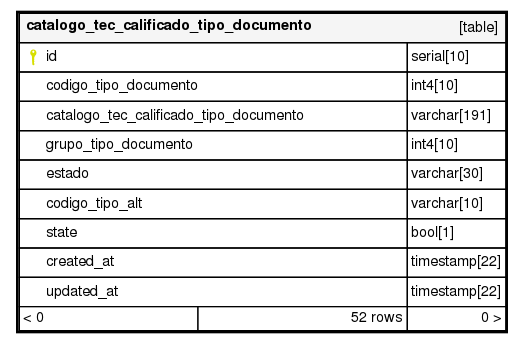 catalogo_tec_calificado_tipo_documento [table]
id serial[10]
codigo_tipo_documento int4[10]
catalogo_tec_calificado_tipo_documento varchar[191]
grupo_tipo_documento int4[10]
estado varchar[30]
codigo_tipo_alt varchar[10]
state bool[1]
created_at timestamp[22]
updated_at timestamp[22]
< 0 52 rows 0 >